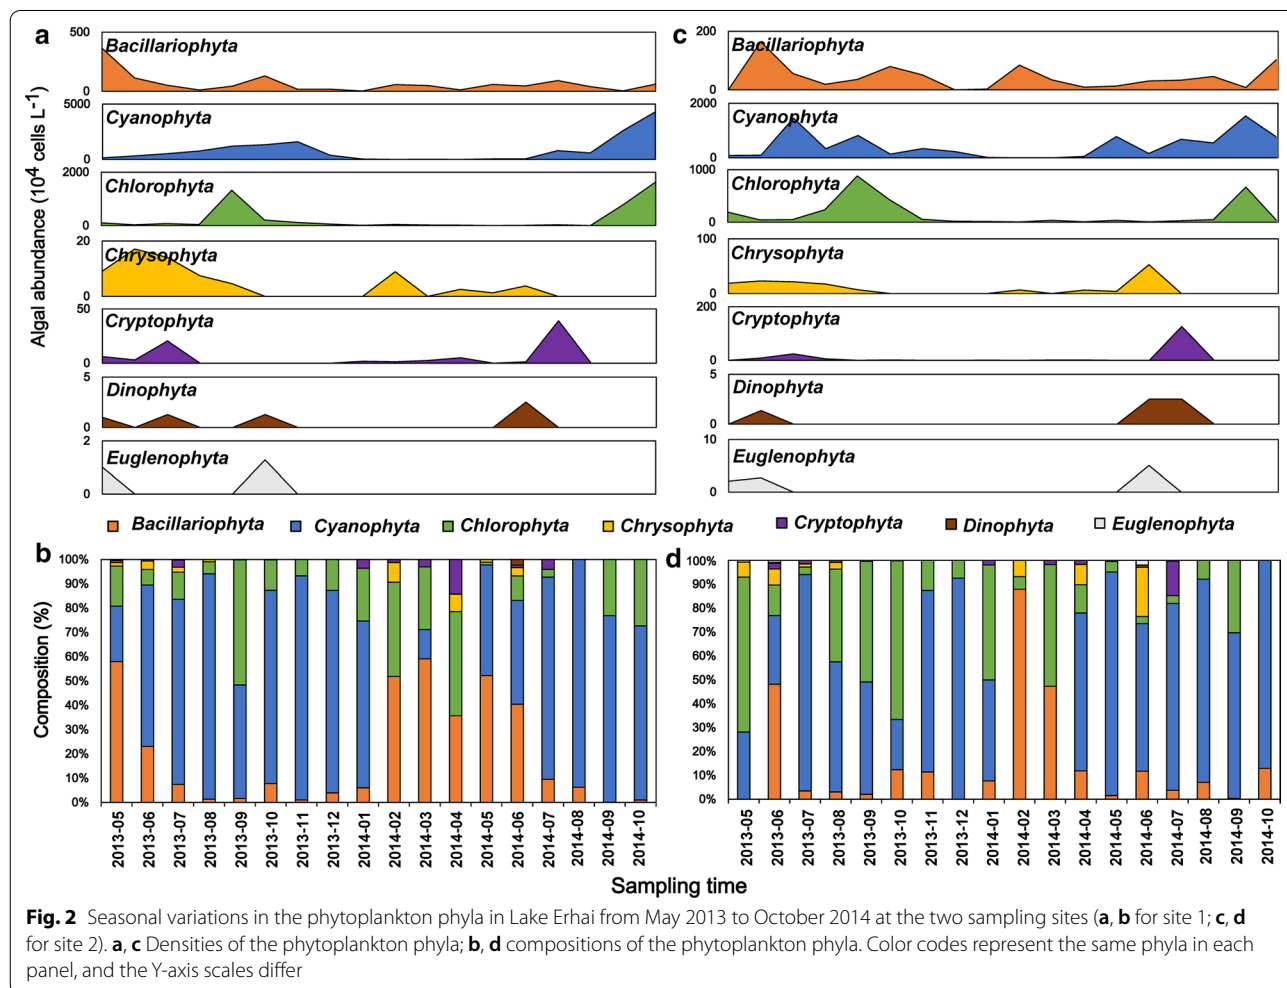 a
Algal abundance (10⁴ cells L⁻¹)
500
Bacillariophyta
0
5000
Cyanophyta
0
2000
Chlorophyta
0
20
Chrysophyta
0
50
Cryptophyta
0
5
Dinophyta
0
2
Euglenophyta
0
c
200
Bacillariophyta
0
2000
Cyanophyta
0
1000
Chlorophyta
0
100
Chrysophyta
0
200
Cryptophyta
0
5
Dinophyta
0
10
Euglenophyta
0
Bacillariophyta Cyanophyta Chlorophyta Chrysophyta Cryptophyta Dinophyta Euglenophyta
b
Composition (%)
100%
90%
80%
70%
60%
50%
40%
30%
20%
10%
0%
2013-05 2013-06 2013-07 2013-08 2013-09 2013-10 2013-11 2013-12 2014-01 2014-02 2014-03 2014-04 2014-05 2014-06 2014-07 2014-08 2014-09 2014-10
d
100%
90%
80%
70%
60%
50%
40%
30%
20%
10%
0%
2013-05 2013-06 2013-07 2013-08 2013-09 2013-10 2013-11 2013-12 2014-01 2014-02 2014-03 2014-04 2014-05 2014-06 2014-07 2014-08 2014-09 2014-10
Sampling time
Fig. 2 Seasonal variations in the phytoplankton phyla in Lake Erhai from May 2013 to October 2014 at the two sampling sites (a, b for site 1; c, d
for site 2). a, c Densities of the phytoplankton phyla; b, d compositions of the phytoplankton phyla. Color codes represent the same phyla in each
panel, and the Y-axis scales differ